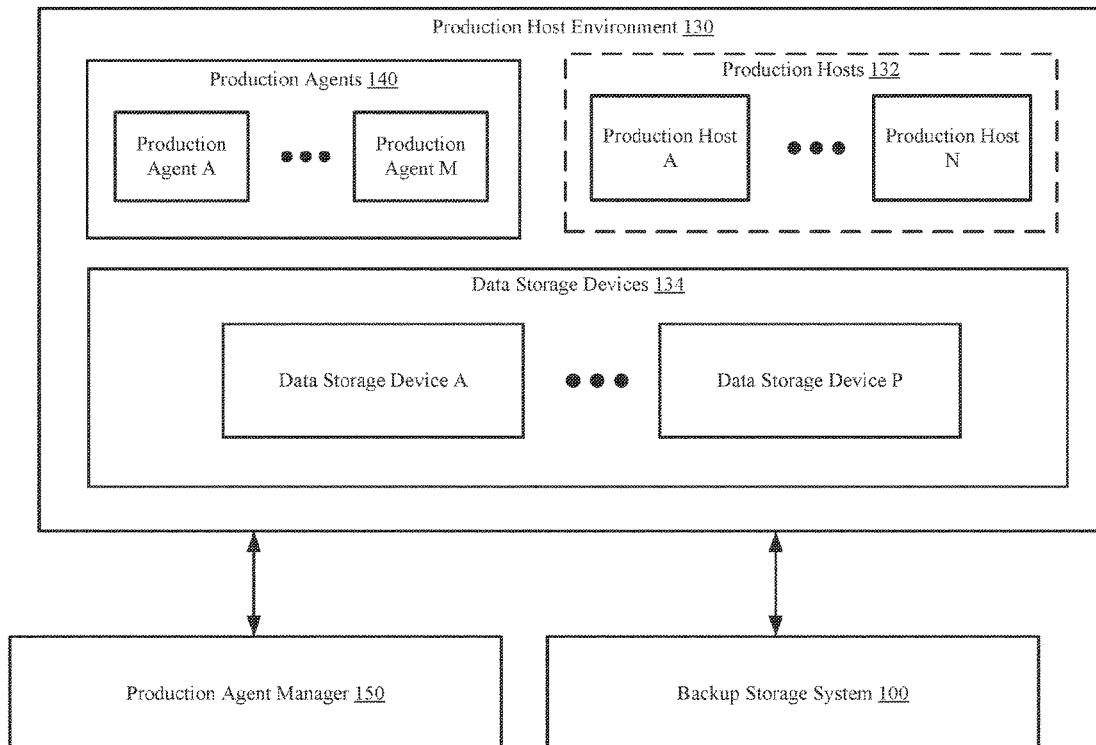 Production Host Environment 130
Production Agents 140
Production
Agent A
Production
Agent M
Production Hosts 132
Production Host
A
Production Host
N
Data Storage Devices 134
Data Storage Device A
Data Storage Device P
Production Agent Manager 150
Backup Storage System 100